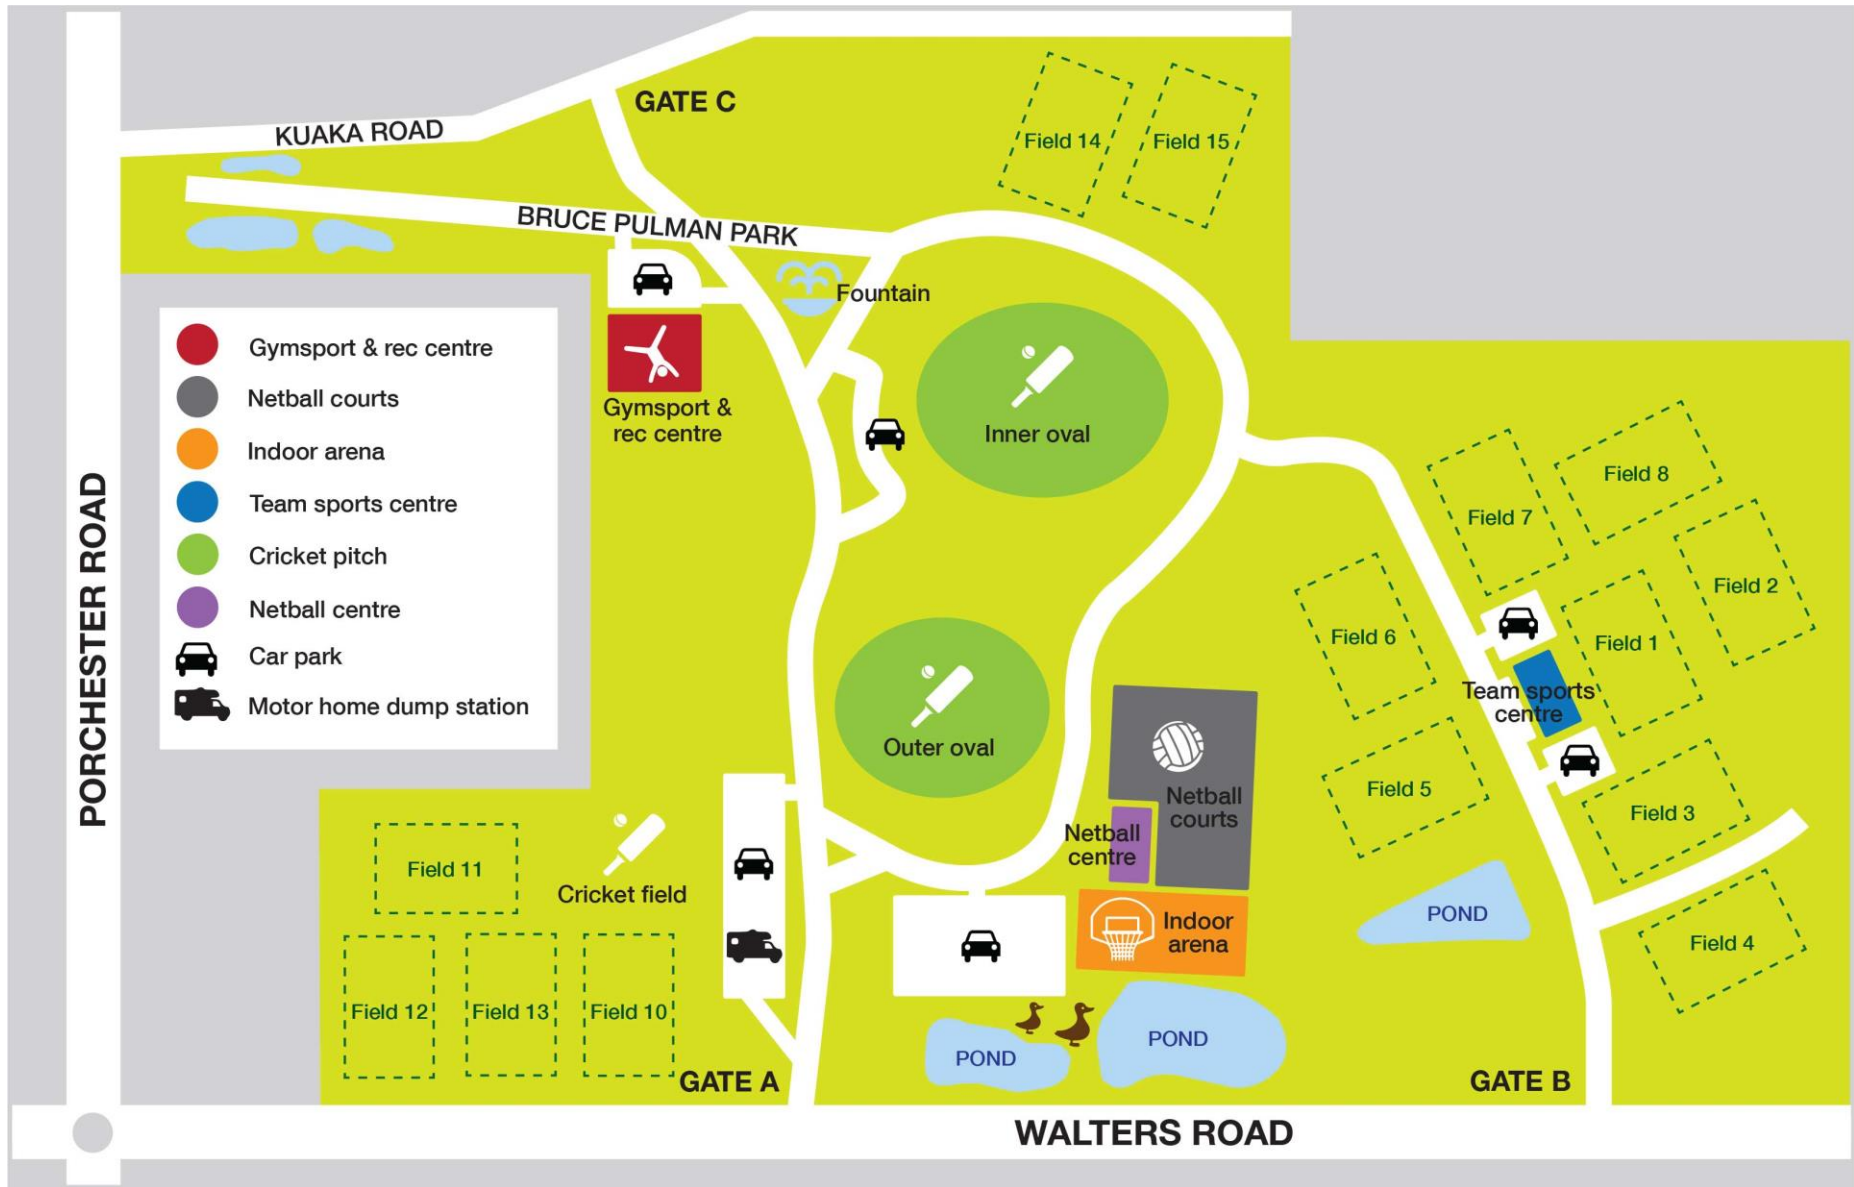 GATE C
KUAKA ROAD
BRUCE PULMAN PARK
Field 14
Field 15
Fountain
Gymsport & rec centre
Netball courts
Indoor arena
Team sports centre
Cricket pitch
Netball centre
Car park
Motor home dump station
PORCHESTER ROAD
Gymsport &
rec centre
Inner oval
Field 8
Field 7
Field 2
Field 6
Field 1
Team sports
centre
Outer oval
Field 5
Field 3
Netball
courts
Netball
centre
Field 11
Cricket field
Indoor
arena
POND
Field 4
Field 12
Field 13
Field 10
POND
POND
GATE A
GATE B
WALTERS ROAD